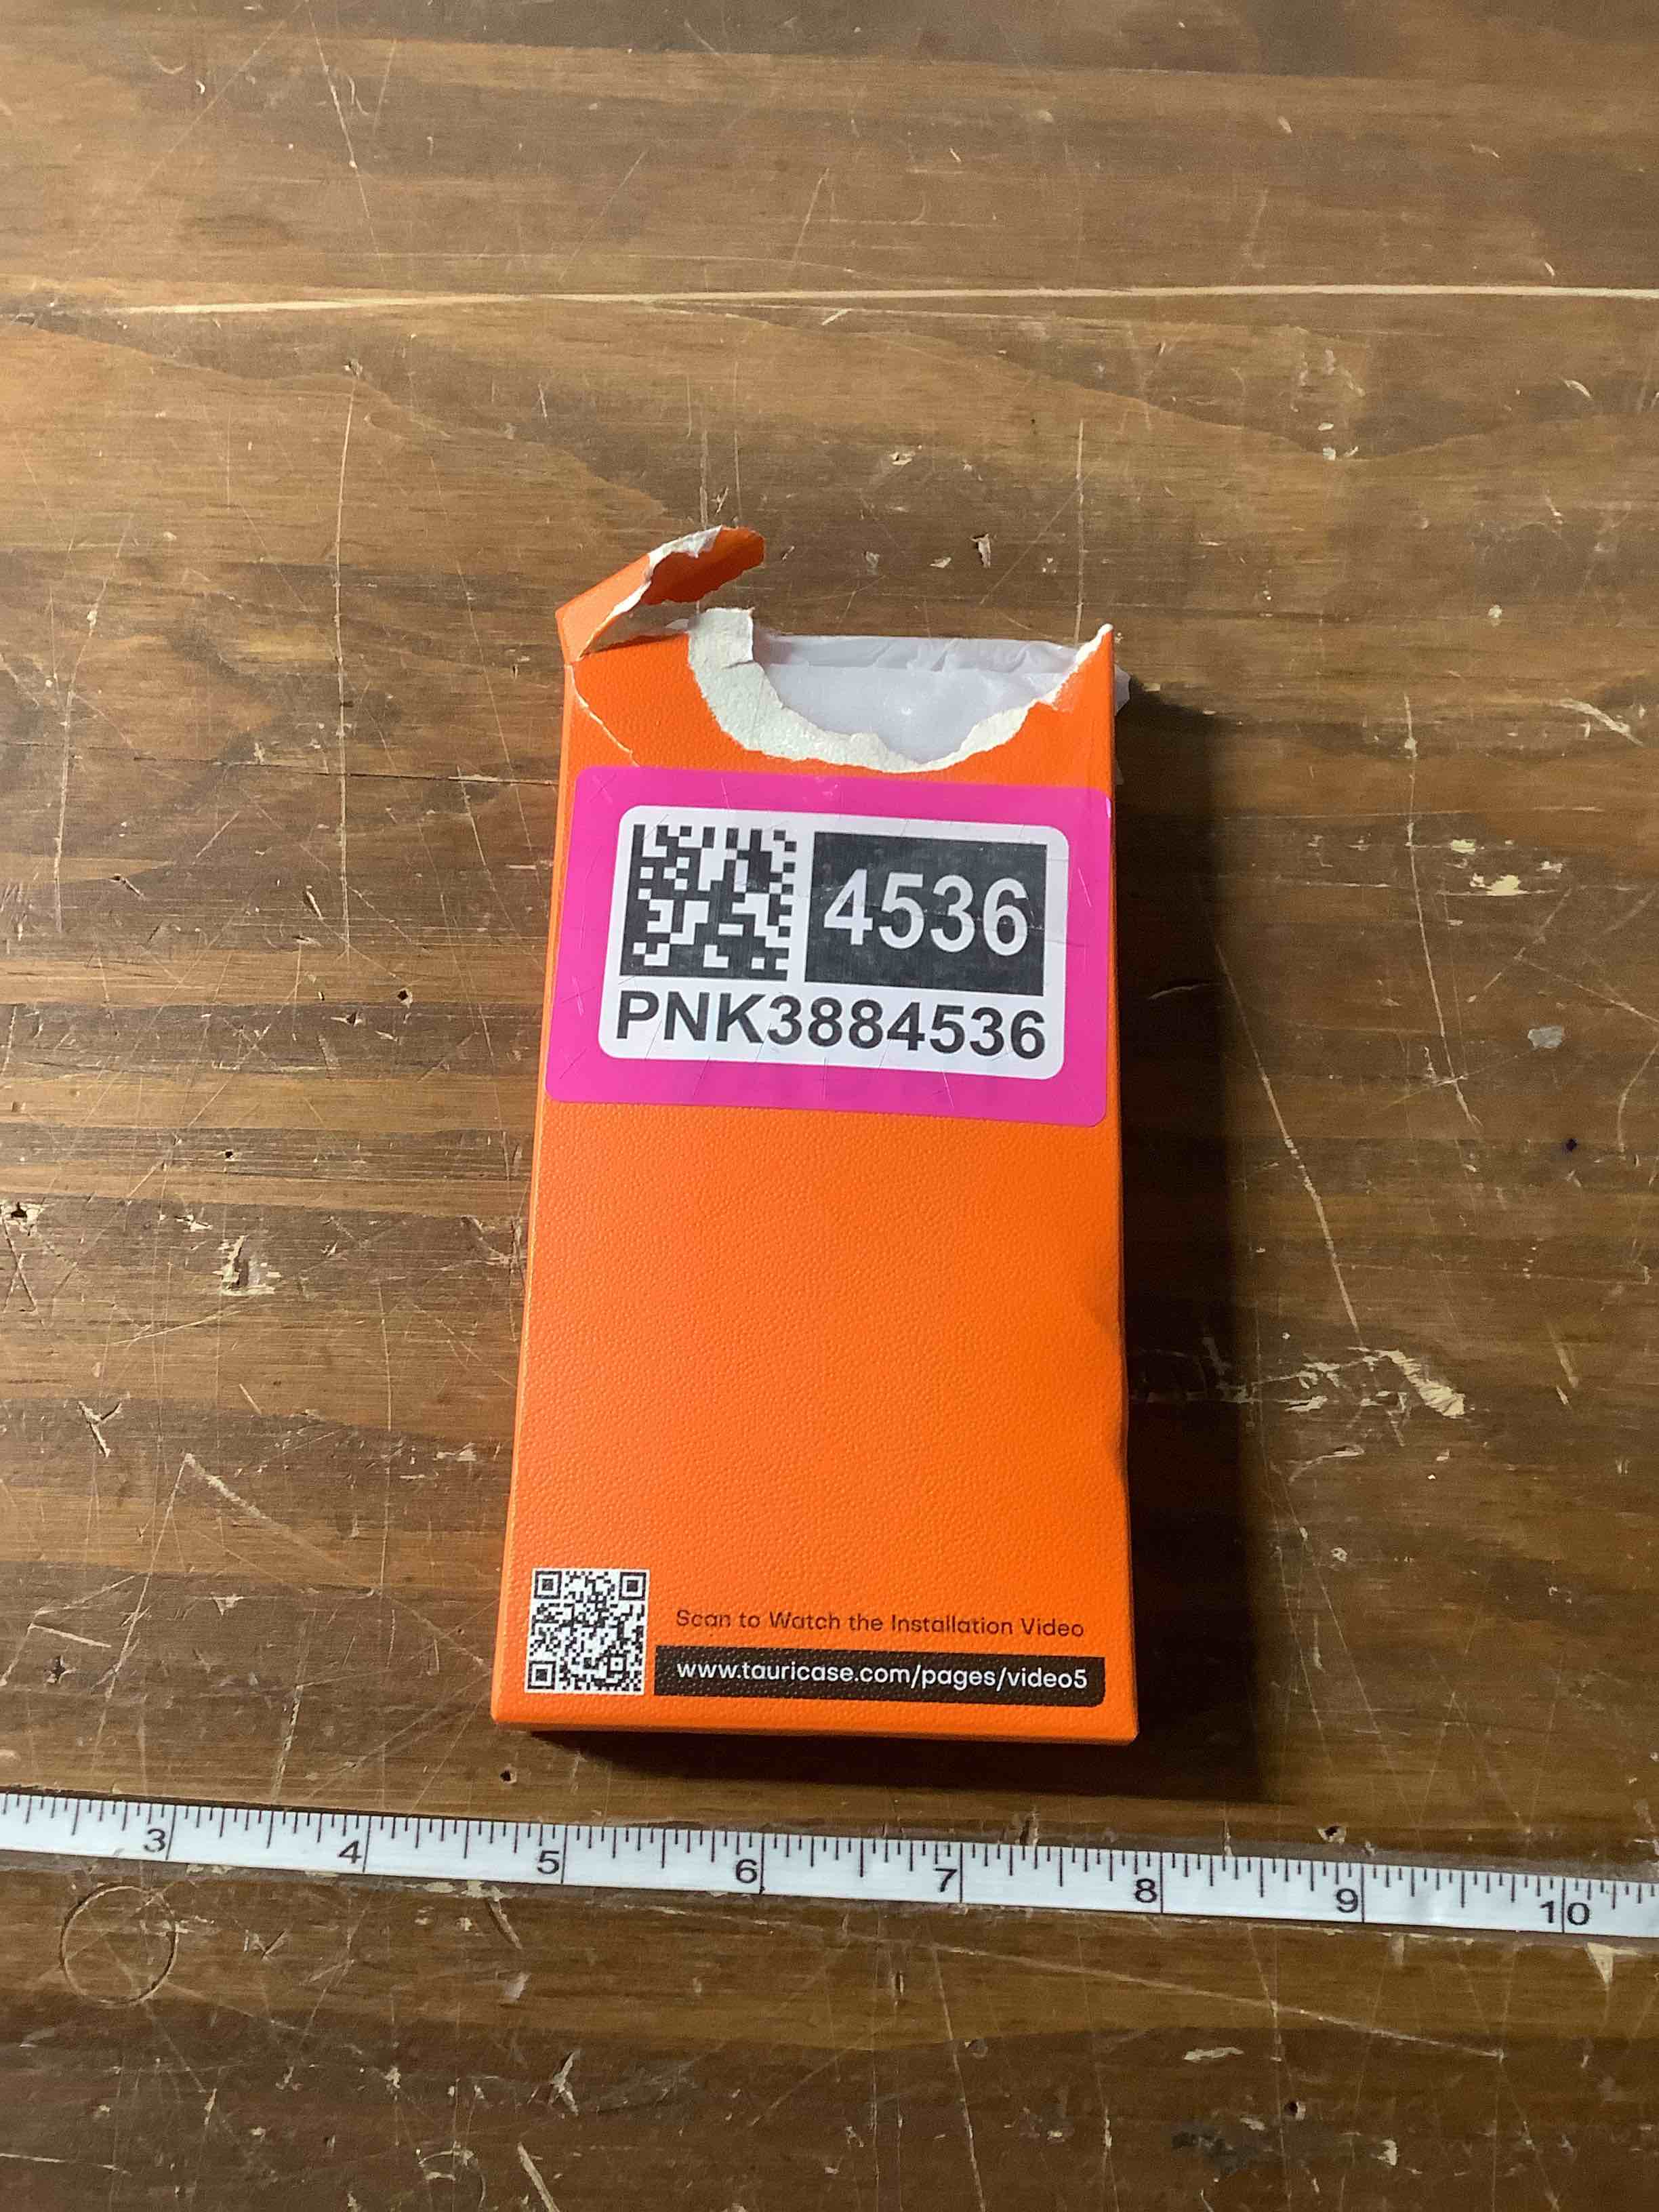 4536
PNK3884536
Scan to Watch the Installation Video
www.tauricase.com/pages/video5
3 4 5 6 7 8 9 10